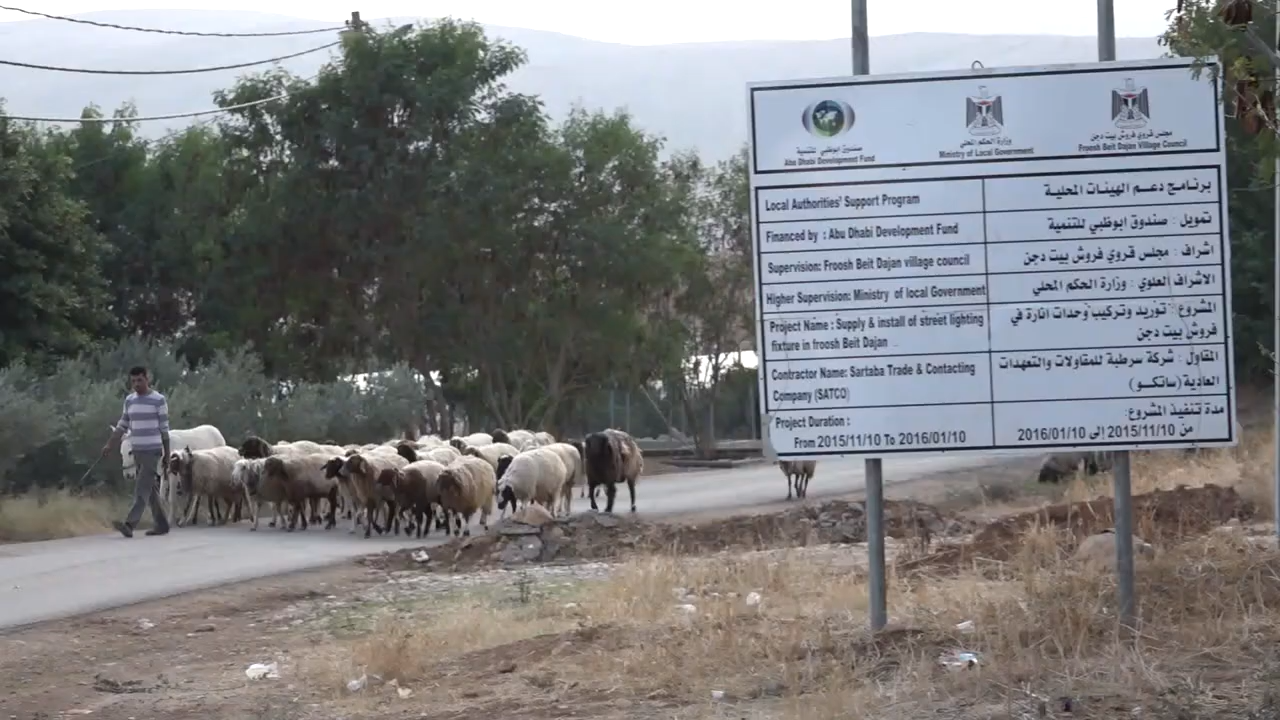 صندوق أبوظبي للتنمية
Abu Dhabi Development Fund
وزارة الحكم المحلي
Ministry of Local Government
مجلس قروي فروش بيت دجن
Froosh Beit Dajan Village Council
Local Authorities' Support Program
برنامج دعم الهيئات المحلية
Financed by : Abu Dhabi Development Fund
تمويل : صندوق ابوظبي للتنمية
Supervision: Froosh Beit Dajan village council
اشراف : مجلس قروي فروش بيت دجن
Higher Supervision: Ministry of local Government
الاشراف العلوي : وزارة الحكم المحلي
Project Name : Supply & install of street lighting
fixture in froosh Beit Dajan
المشروع : توريد وتركيب وحدات انارة في
فروش بيت دجن
Contractor Name: Sartaba Trade & Contacting
Company (SATCO)
المقاول : شركة سرطبة للمقاولات والتعهدات
العادية (ساتكو)
Project Duration :
From 2015/11/10 To 2016/01/10
مدة تنفيذ المشروع:
من 2015/11/10 الى 2016/01/10